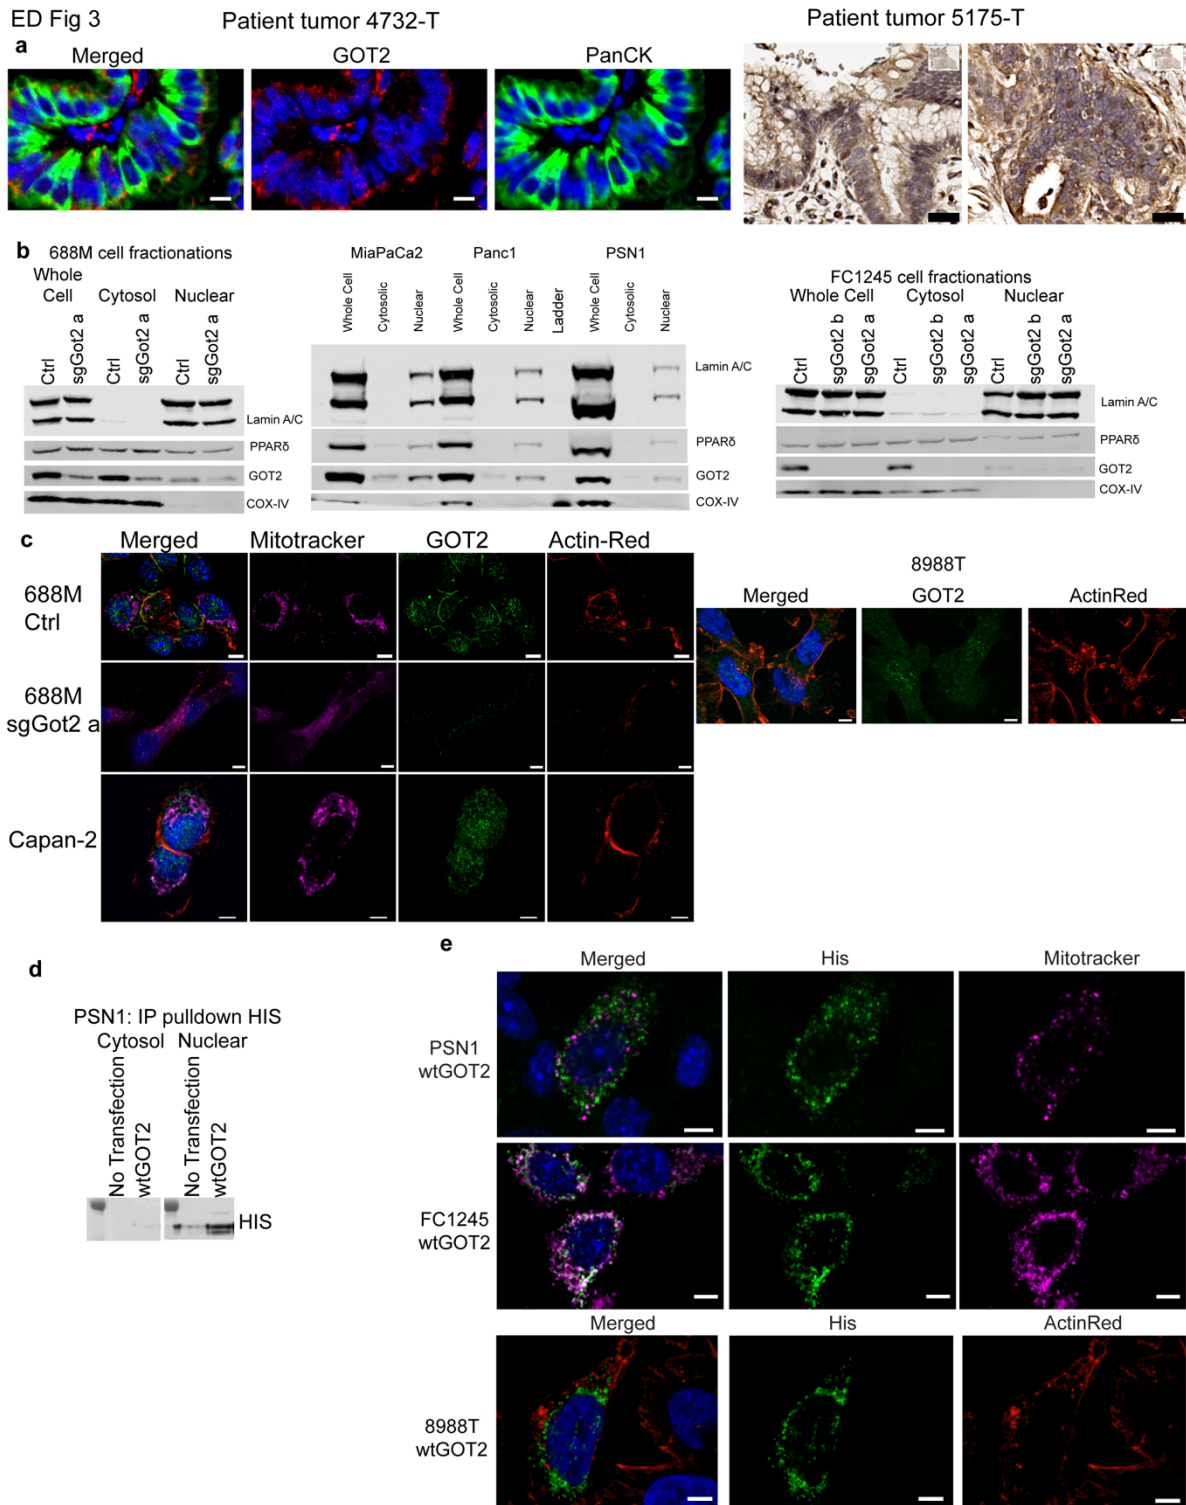 ED Fig 3
Patient tumor 4732-T
Patient tumor 5175-T
a
Merged
GOT2
PanCK
b
688M cell fractionations
Whole Cell
Cytosol
Nuclear
Ctrl
sgGot2 a
Ctrl
sgGot2 a
Ctrl
sgGot2 a
Lamin A/C
PPARδ
GOT2
COX-IV
MiaPaCa2
Panc1
PSN1
Whole Cell
Cytosolic
Nuclear
Whole Cell
Cytosolic
Nuclear
Ladder
Whole Cell
Cytosolic
Nuclear
Lamin A/C
PPARδ
GOT2
COX-IV
FC1245 cell fractionations
Whole Cell
Cytosol
Nuclear
Ctrl
sgGot2 b
sgGot2 a
Ctrl
sgGot2 b
sgGot2 a
Ctrl
sgGot2 b
sgGot2 a
Lamin A/C
PPARδ
GOT2
COX-IV
c
Merged
Mitotracker
GOT2
Actin-Red
688M
Ctrl
688M
sgGot2 a
Capan-2
8988T
Merged
GOT2
ActinRed
d
PSN1: IP pulldown HIS
Cytosol
Nuclear
No Transfection
wtGOT2
No Transfection
wtGOT2
HIS
e
Merged
His
Mitotracker
PSN1
wtGOT2
FC1245
wtGOT2
Merged
His
ActinRed
8988T
wtGOT2